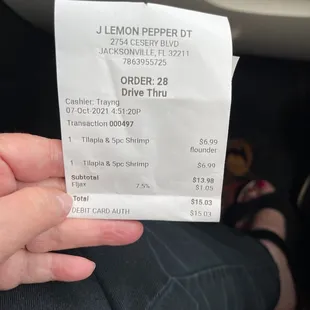 J LEMON PEPPER DT
2754 CESERY BLVD
JACKSONVILLE, FL 32211
7863955725
ORDER: 28
Drive Thru
Cashier: Trayng
07-Oct-2021 4:51:20P
Transaction 000497
1 Tilapia & 5pc Shrimp $6.99
flounder
1 Tilapia & 5pc Shrimp $6.99
Subtotal $13.98
7.5% $1.05
Total $15.03
DEBIT CARD AUTH $15.03